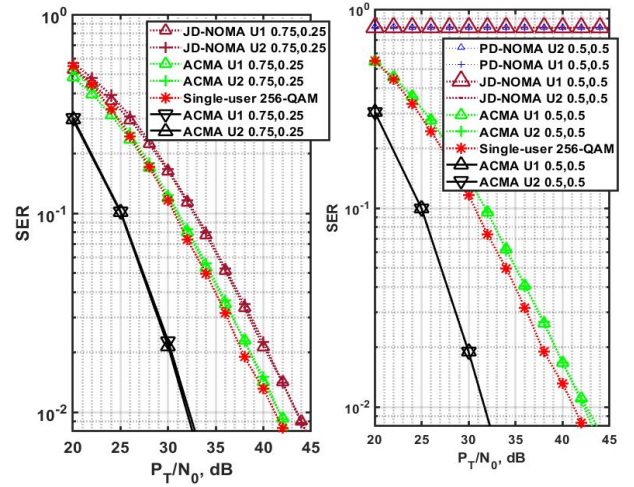 10⁰
10⁻¹
10⁻²
SER
20 25 30 35 40 45
P_T/N_0, dB
JD-NOMA U1 0.75,0.25
JD-NOMA U2 0.75,0.25
ACMA U1 0.75,0.25
ACMA U2 0.75,0.25
Single-user 256-QAM
ACMA U1 0.75,0.25
ACMA U2 0.75,0.25
10⁰
10⁻¹
10⁻²
SER
20 25 30 35 40 45
P_T/N_0, dB
PD-NOMA U2 0.5,0.5
PD-NOMA U1 0.5,0.5
JD-NOMA U1 0.5,0.5
JD-NOMA U2 0.5,0.5
ACMA U1 0.5,0.5
ACMA U2 0.5,0.5
Single-user 256-QAM
ACMA U1 0.5,0.5
ACMA U2 0.5,0.5